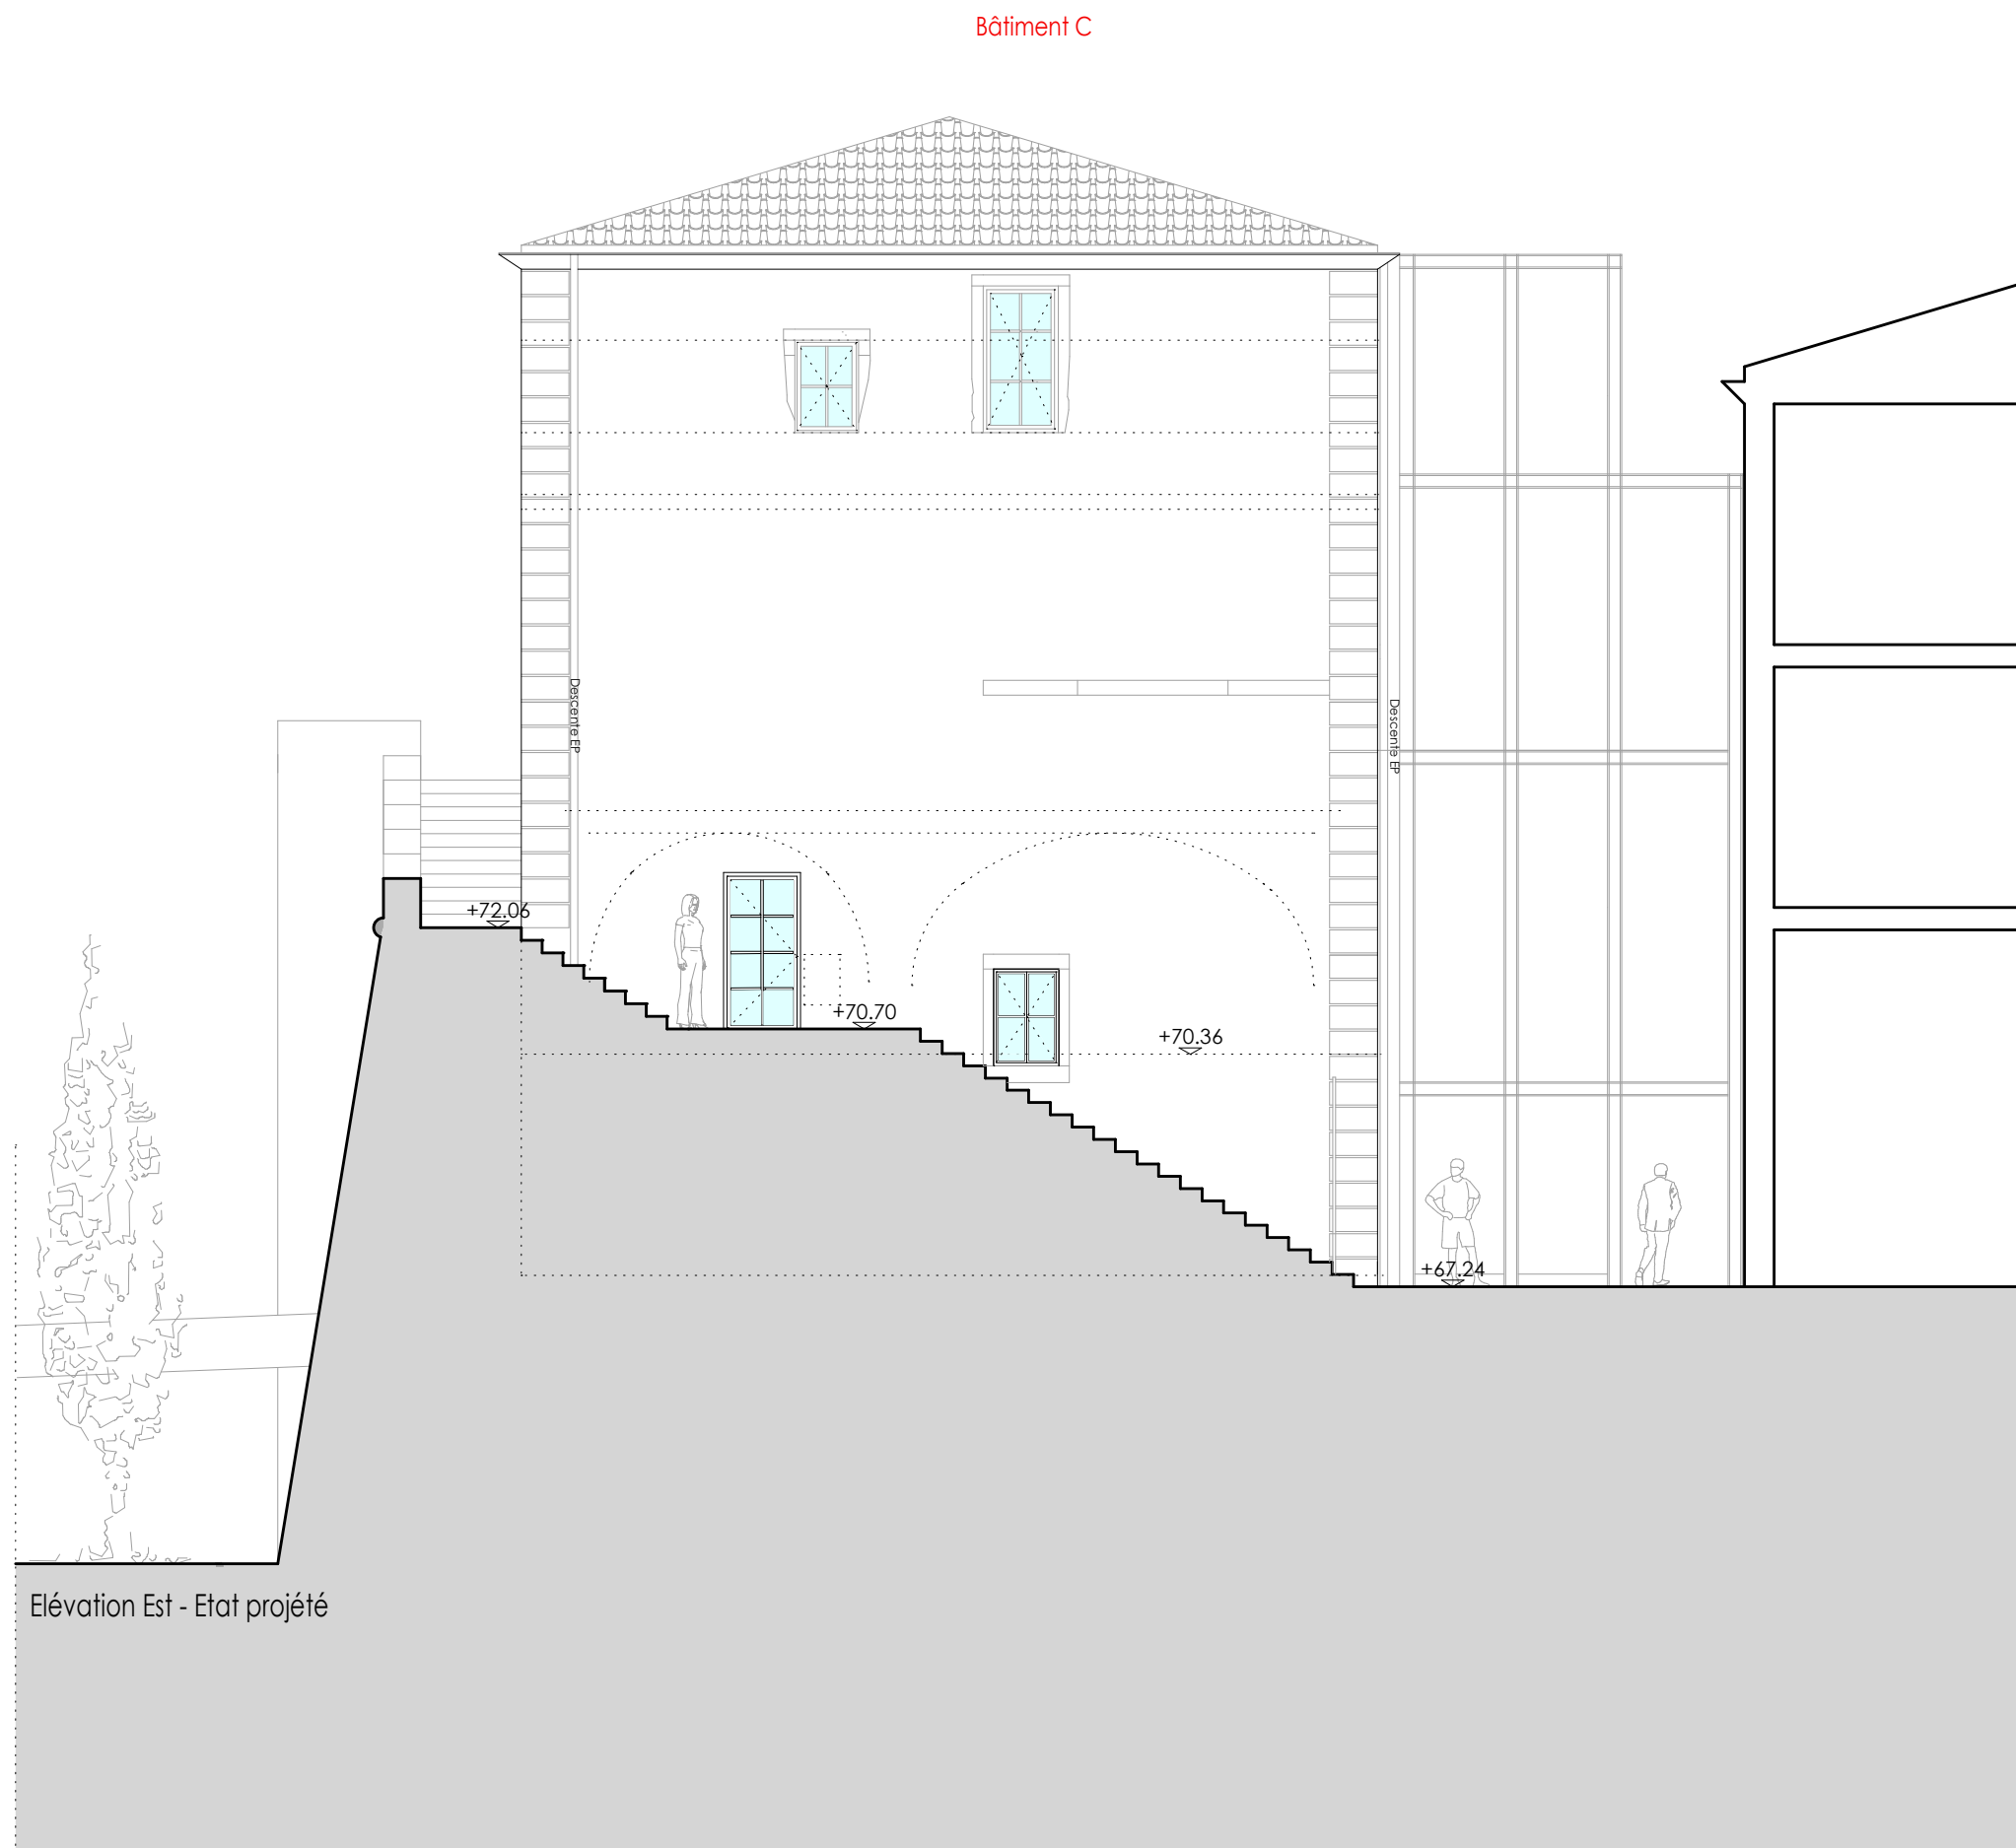 Bâtiment C
Descente EP
Descente EP
+72.06
+70.70
+70.36
+67.24
Elévation Est - Etat projété